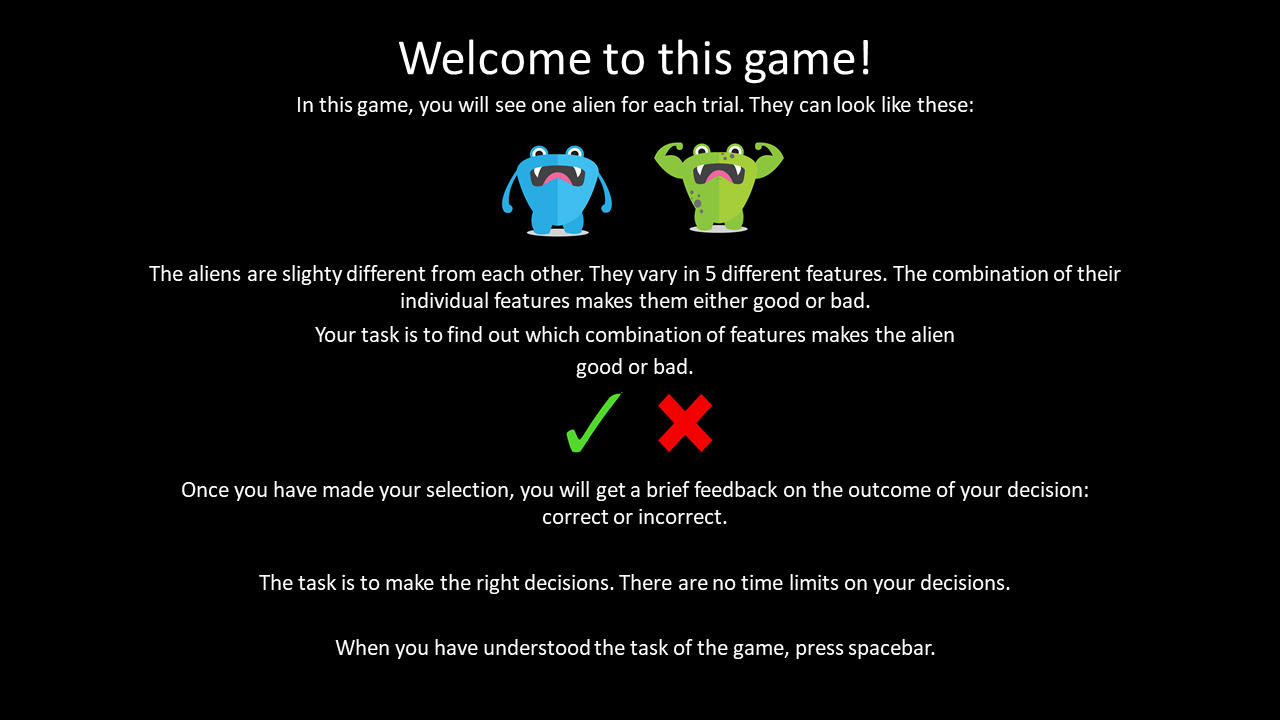 Welcome to this game!
In this game, you will see one alien for each trial. They can look like these:
The aliens are slighty different from each other. They vary in 5 different features. The combination of their
individual features makes them either good or bad.
Your task is to find out which combination of features makes the alien
good or bad.
Once you have made your selection, you will get a brief feedback on the outcome of your decision:
correct or incorrect.
The task is to make the right decisions. There are no time limits on your decisions.
When you have understood the task of the game, press spacebar.